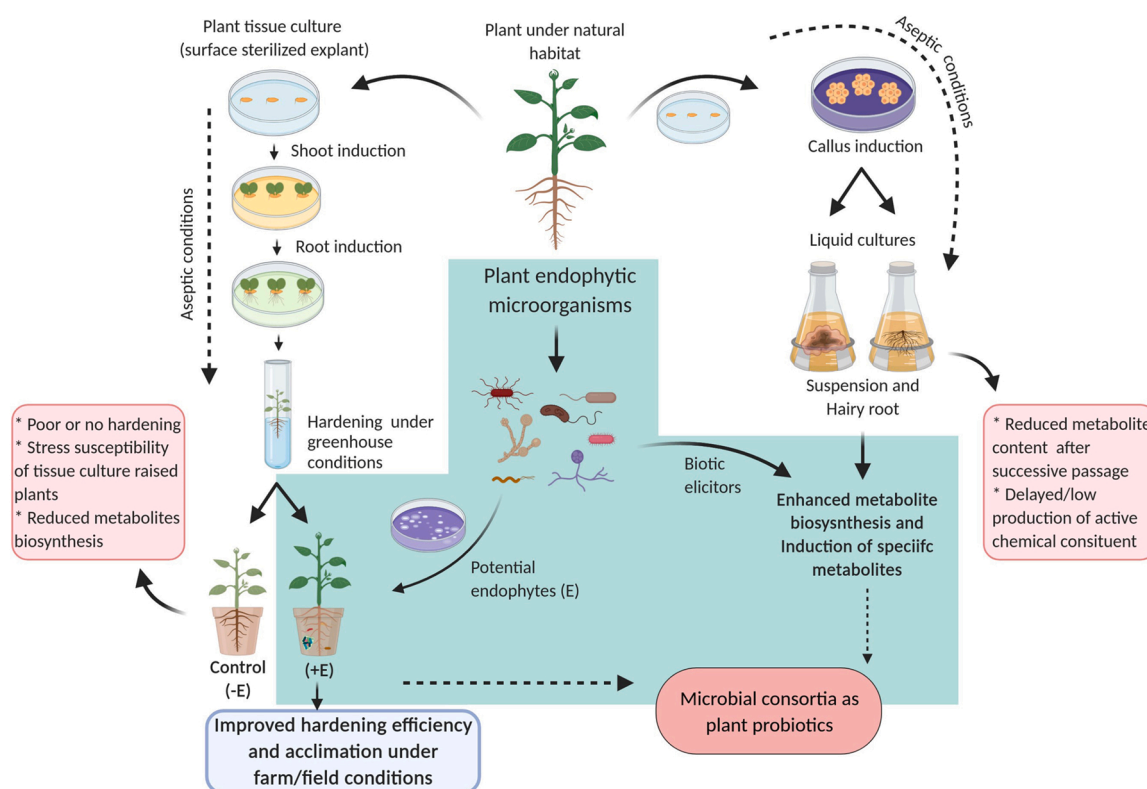 Plant tissue culture
(surface sterilized explant)
Plant under natural
habitat
Aseptic conditions
Shoot induction
Callus induction
Aseptic conditions
Root induction
Liquid cultures
Plant endophytic
microorganisms
Suspension and
Hairy root
* Poor or no hardening
* Stress susceptibility
of tissue culture raised
plants
* Reduced metabolites
biosynthesis
Hardening under
greenhouse
conditions
Biotic
elicitors
Enhanced metabolite
biosysnthesis and
Induction of speciifc
metabolites
* Reduced metabolite
content after
successive passage
* Delayed/low
production of active
chemical consituent
Potential
endophytes (E)
Control
(-E)
(+E)
Microbial consortia as
plant probiotics
Improved hardening efficiency
and acclimation under
farm/field conditions